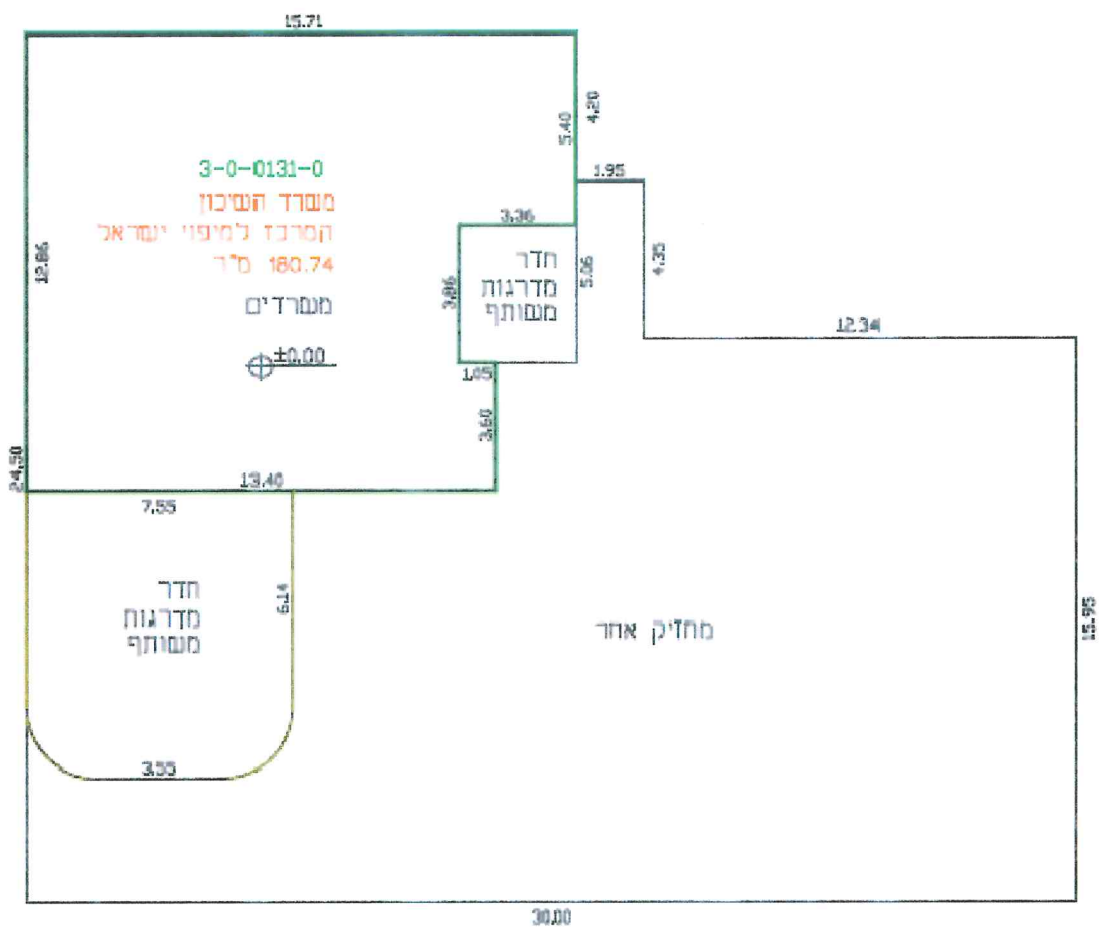 15.71
4.20
5.40
3-0-0131-0
משרד השיכון
המרכז למיפוי ישראל
180.74 מ"ר
משרדים
±0.00
12.86
1.95
3.36
חדר
מדרגות
משותף
3.86
5.06
4.35
12.34
1.05
3.60
24.50
13.40
7.55
חדר
מדרגות
משותף
6.14
מחזיק אחר
15.95
3.55
30.00